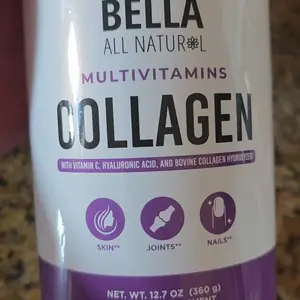 BELLA
ALL NATURAL
MULTIVITAMINS
COLLAGEN
WITH VITAMIN C, HYALURONIC ACID, AND BOVINE COLLAGEN
SKIN** JOINTS** NAILS**
NET. WT. 12.7 OZ (360 g)